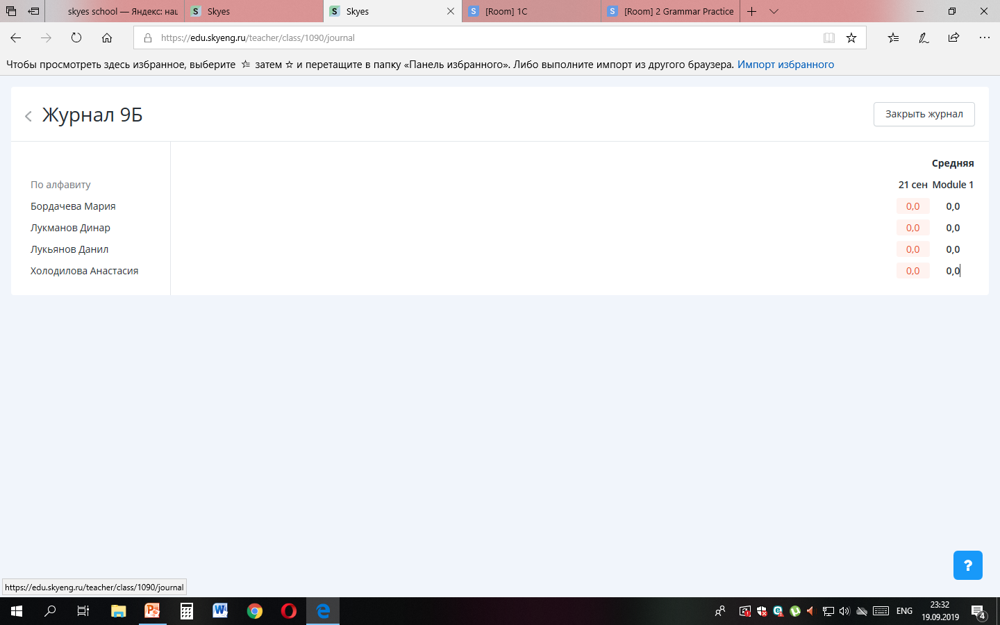 skyes school — Яндекс: наш
S Skyes
S Skyes
S [Room] 1C
S [Room] 2 Grammar Practice
https://edu.skyeng.ru/teacher/class/1090/journal
Чтобы просмотреть здесь избранное, выберите затем и перетащите в папку «Панель избранного». Либо выполните импорт из другого браузера. Импорт избранного
Журнал 9Б
Закрыть журнал
Средняя
По алфавиту 21 сен Module 1
Бордачева Мария 0,0 0,0
Лукманов Динар 0,0 0,0
Лукьянов Данил 0,0 0,0
Холодилова Анастасия 0,0 0,0
?
https://edu.skyeng.ru/teacher/class/1090/journal
ENG
23:32
19.09.2019
4